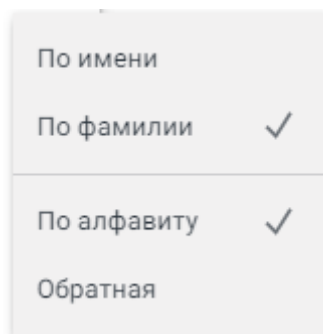 По имени
По фамилии
По алфавиту
Обратная